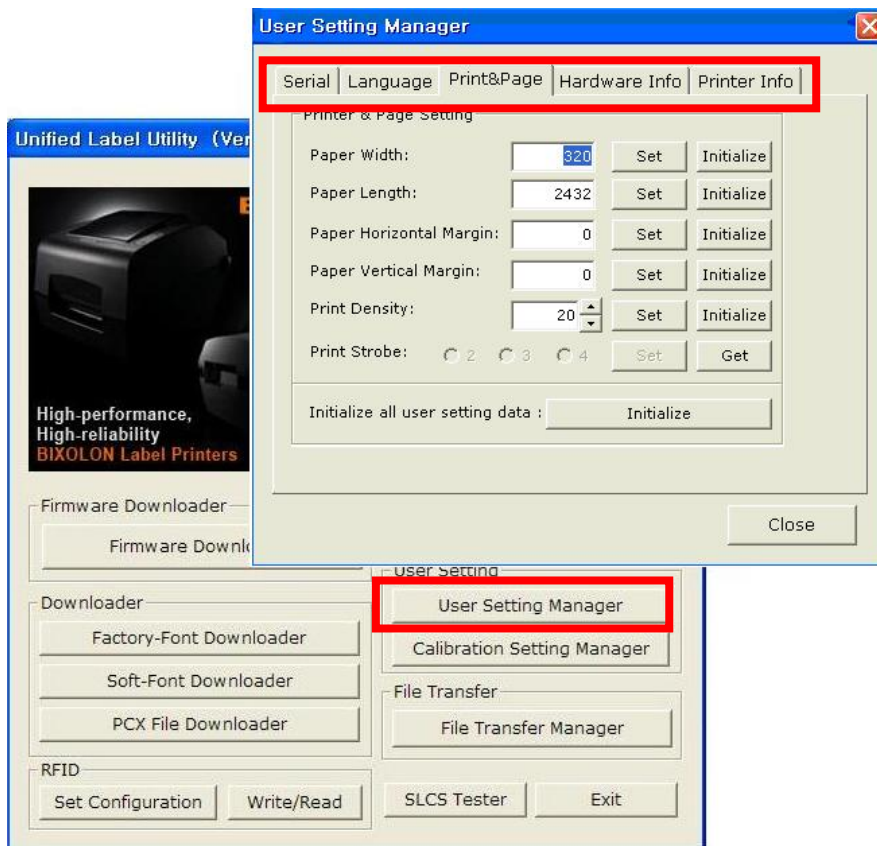 User Setting Manager
Serial Language Print&Page Hardware Info Printer Info
Printer & Page Setting
Paper Width: 320 Set Initialize
Paper Length: 2432 Set Initialize
Paper Horizontal Margin: 0 Set Initialize
Paper Vertical Margin: 0 Set Initialize
Print Density: 20 Set Initialize
Print Strobe: 2 3 4 Set Get
Initialize all user setting data : Initialize
Close
Unified Label Utility (Ver
High-performance,
High-reliability
BIXOLON Label Printers
Firmware Downloader
Firmware Downl
Downloader
Factory-Font Downloader
Soft-Font Downloader
PCX File Downloader
RFID
Set Configuration Write/Read
User Setting
User Setting Manager
Calibration Setting Manager
File Transfer
File Transfer Manager
SLCS Tester Exit